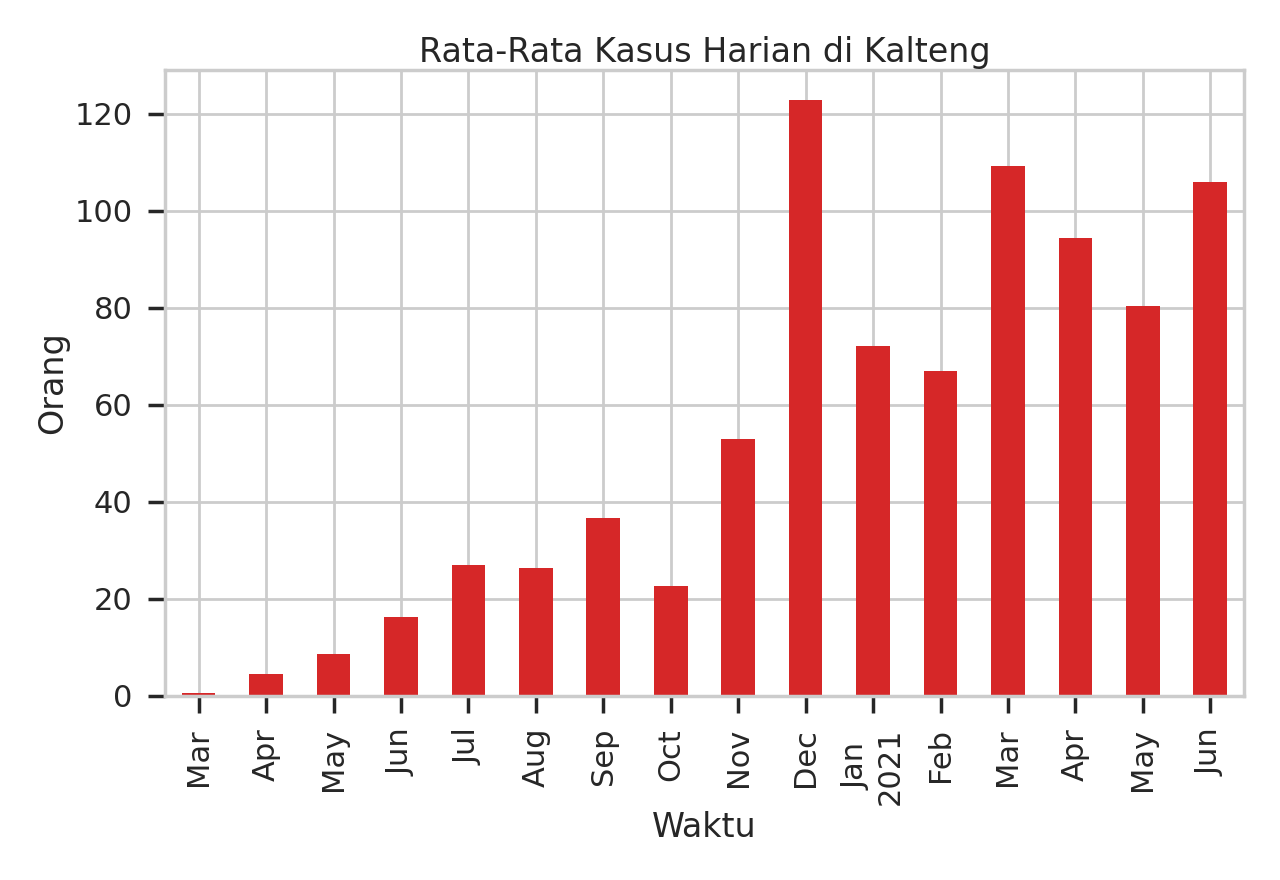 Rata-Rata Kasus Harian di Kalteng
120
100
80
60
40
20
0
Orang
Mar
Apr
May
Jun
Jul
Aug
Sep
Oct
Nov
Dec
Jan
2021
Feb
Mar
Apr
May
Jun
Waktu